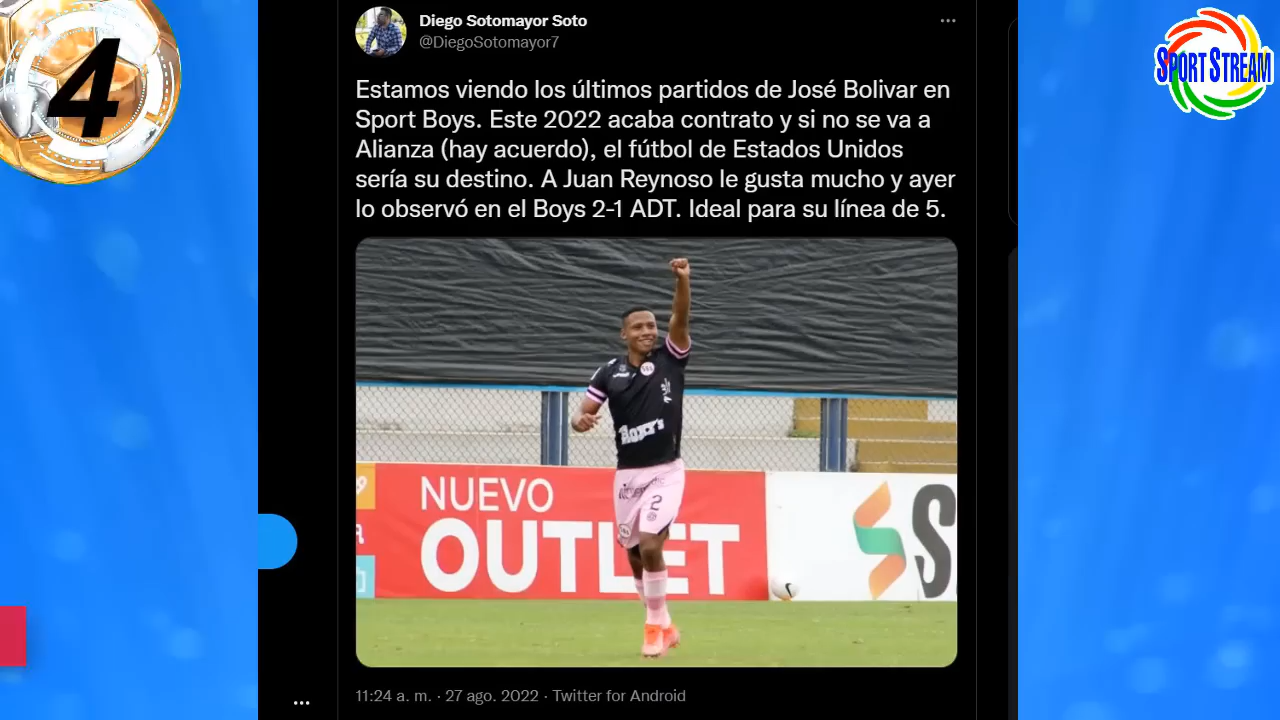 4
SPORT STREAM
Diego Sotomayor Soto
@DiegoSotomayor7
Estamos viendo los últimos partidos de José Bolivar en
Sport Boys. Este 2022 acaba contrato y si no se va a
Alianza (hay acuerdo), el fútbol de Estados Unidos
sería su destino. A Juan Reynoso le gusta mucho y ayer
lo observó en el Boys 2-1 ADT. Ideal para su línea de 5.
Roxy's
2
NUEVO
OUTLET
S
11:24 a. m. · 27 ago. 2022 · Twitter for Android